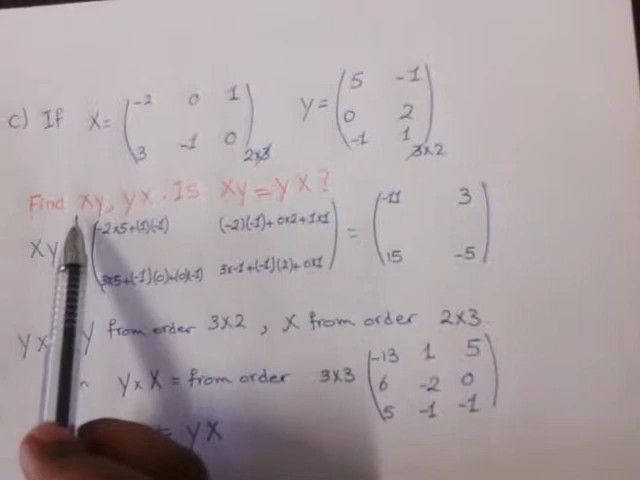 c) If X = (-2 0 1 3 -1 0) 2x3 y = (5 -1 0 2 -1 1) 3x2
Find xy, yx. Is xy = yx?
xy (-2x5+(1)(-1) (-2)(-1)+0x2+1x1 3x5+(-1)(0)+(0)(-1) 3x-1+(-1)(2)+0x1) = (-11 3 15 -5)
yx y from order 3x2, X from order 2x3
yxX = from order 3x3 (-13 1 5 6 -2 0 5 -1 -1)
= yx